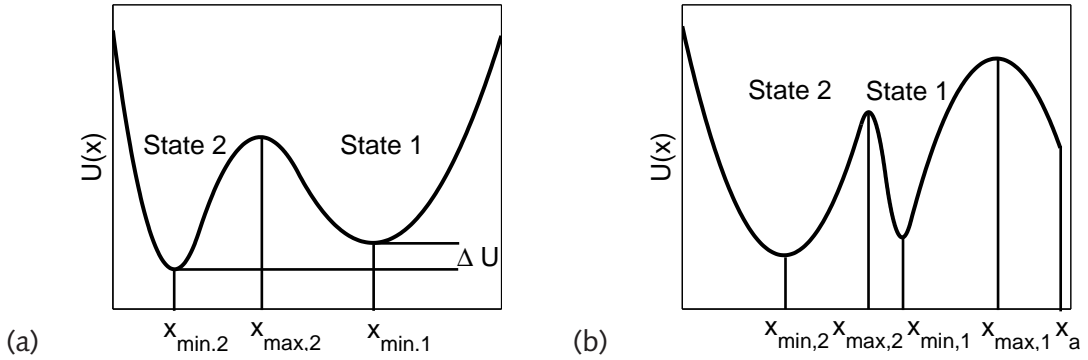 U(x)
State 2
State 1
Δ U
x_min.2
x_max,2
x_min.1
(a)
U(x)
State 2
State 1
x_min,2
x_max,2
x_min,1
x_max,1
x_a
(b)